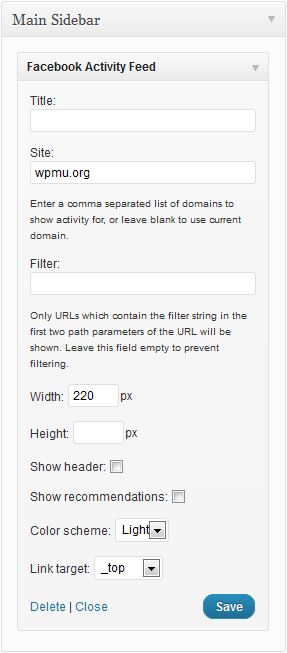 Main Sidebar
Facebook Activity Feed
Title:
Site:
wpmu.org
Enter a comma separated list of domains to
show activity for, or leave blank to use current
domain.
Filter:
Only URLs which contain the filter string in the
first two path parameters of the URL will be
shown. Leave this field empty to prevent
filtering.
Width: 220 px
Height: px
Show header:
Show recommendations:
Color scheme: Light
Link target: _top
Delete | Close Save